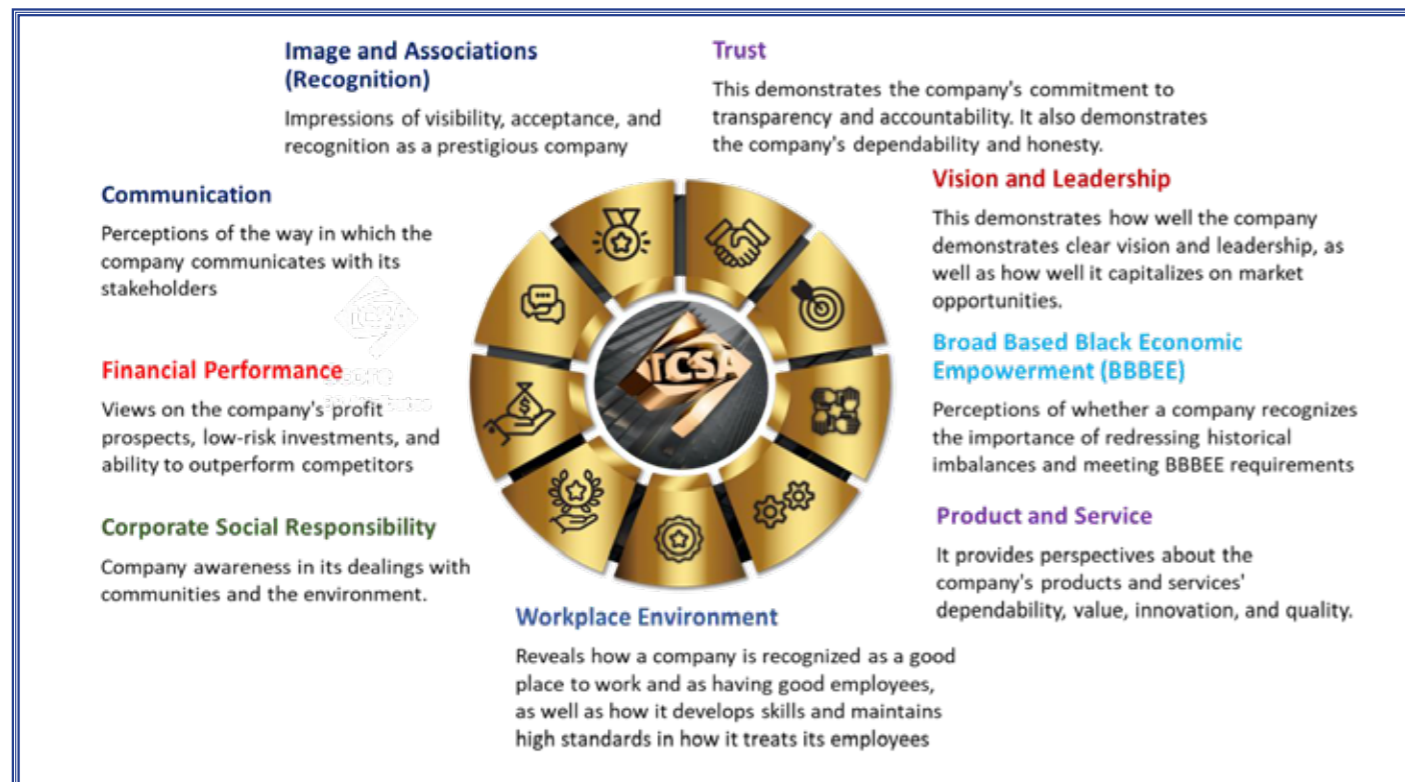 Image and Associations
(Recognition)
Impressions of visibility, acceptance, and
recognition as a prestigious company
Trust
This demonstrates the company's commitment to
transparency and accountability. It also demonstrates
the company's dependability and honesty.
Vision and Leadership
This demonstrates how well the company
demonstrates clear vision and leadership, as
well as how well it capitalizes on market
opportunities.
Broad Based Black Economic
Empowerment (BBBEE)
Perceptions of whether a company recognizes
the importance of redressing historical
imbalances and meeting BBBEE requirements
Product and Service
It provides perspectives about the
company's products and services'
dependability, value, innovation, and quality.
Workplace Environment
Reveals how a company is recognized as a good
place to work and as having good employees,
as well as how it develops skills and maintains
high standards in how it treats its employees
Corporate Social Responsibility
Company awareness in its dealings with
communities and the environment.
Financial Performance
Views on the company's profit
prospects, low-risk investments, and
ability to outperform competitors
Communication
Perceptions of the way in which the
company communicates with its
stakeholders
TCSA
TCSA